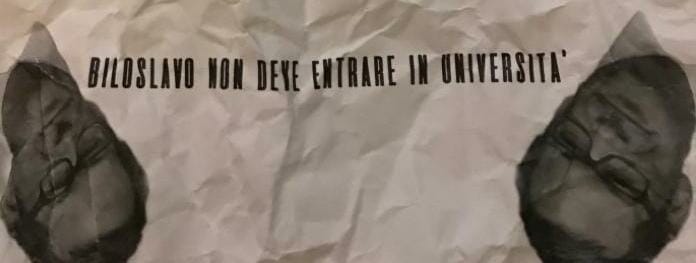 BILOSLAVO NON DEVE ENTRARE IN UNIVERSITA'